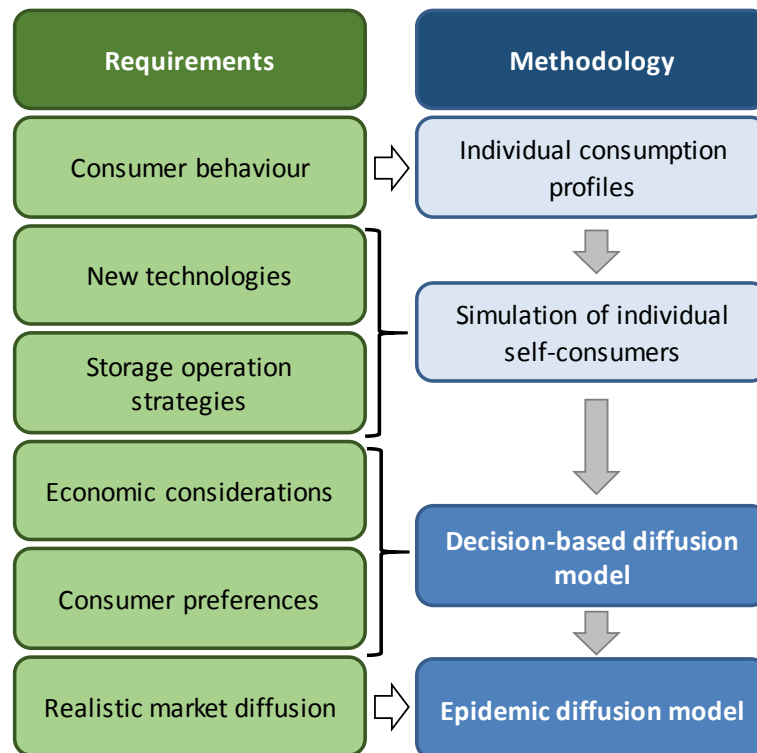 Requirements
Methodology
Consumer behaviour
Individual consumption
profiles
New technologies
Simulation of individual
self-consumers
Storage operation
strategies
Economic considerations
Decision-based diffusion
model
Consumer preferences
Realistic market diffusion
Epidemic diffusion model